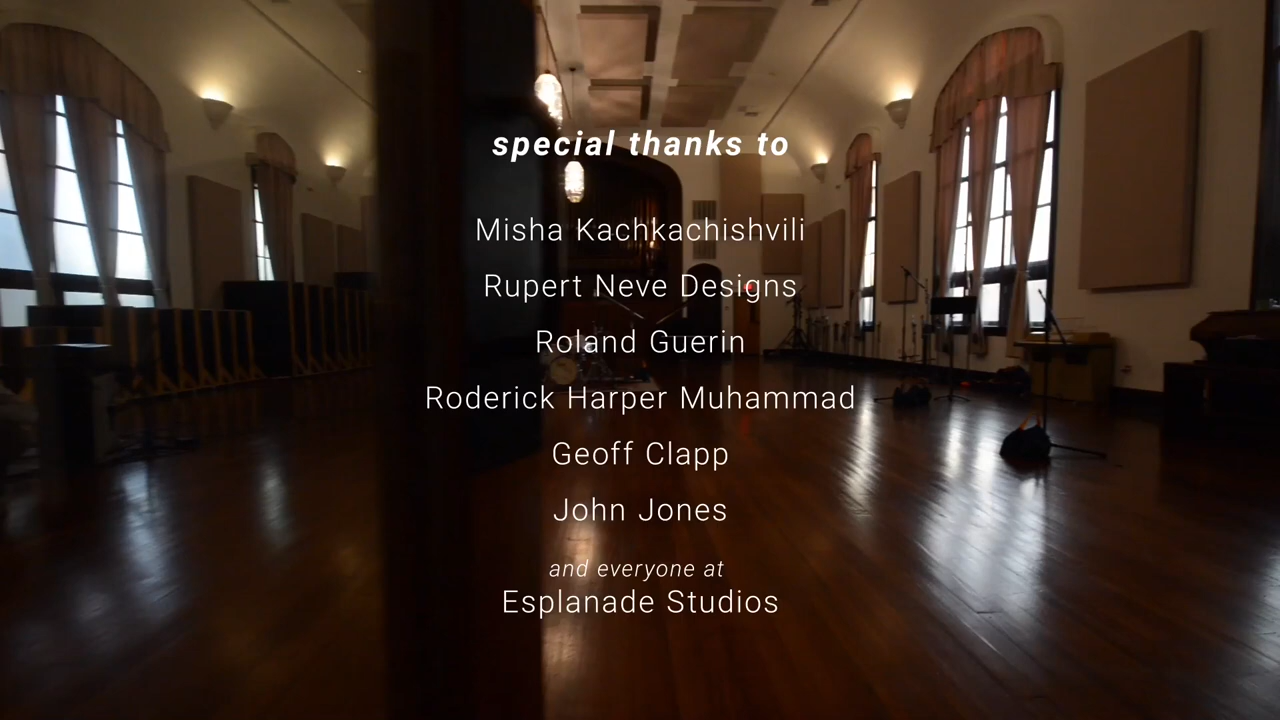 special thanks to
Misha Kachkachishvili
Rupert Neve Designs
Roland Guerin
Roderick Harper Muhammad
Geoff Clapp
John Jones
and everyone at
Esplanade Studios